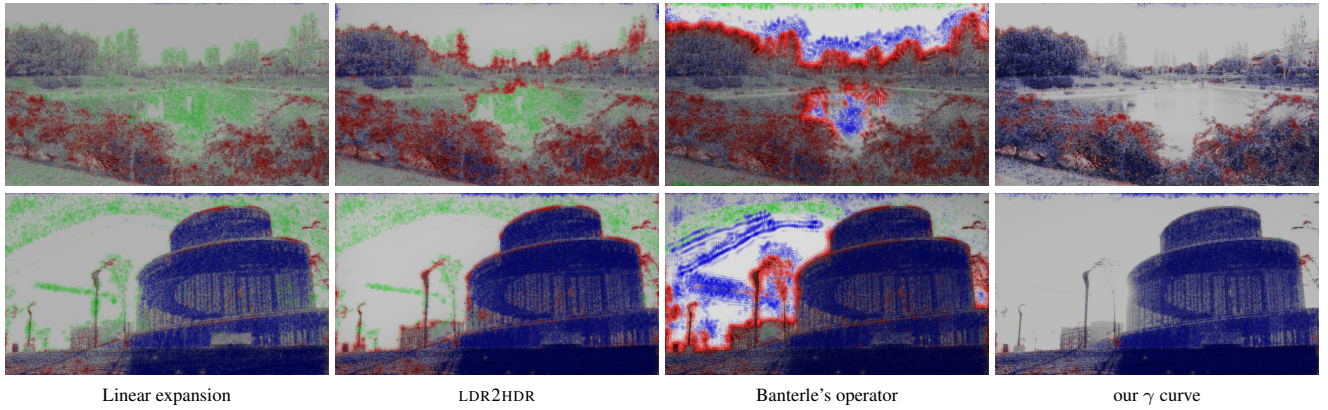 Linear expansion
LDR2HDR
Banterle's operator
our γ curve